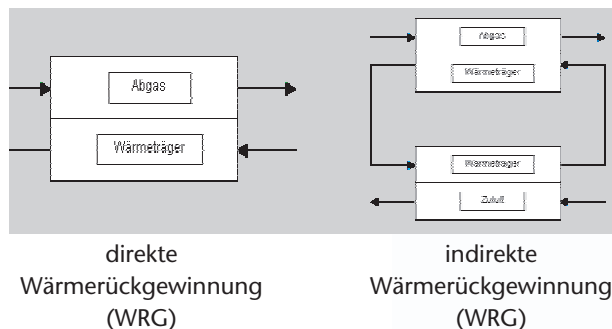 Abgas
Wärmeträger
Abgas
Wärmeträger
Wärmeträger
Zuluft
direkte
Wärmerückgewinnung
(WRG)
indirekte
Wärmerückgewinnung
(WRG)